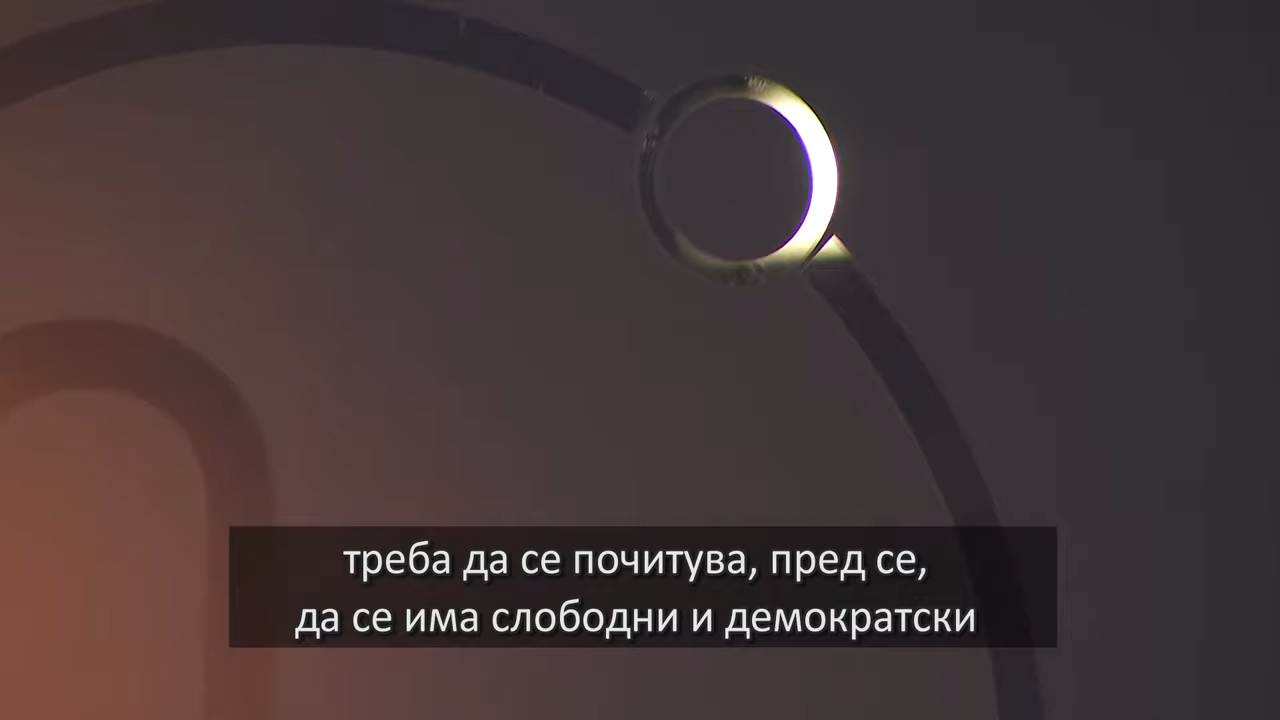 треба да се почитува, пред се,
да се има слободни и демократски